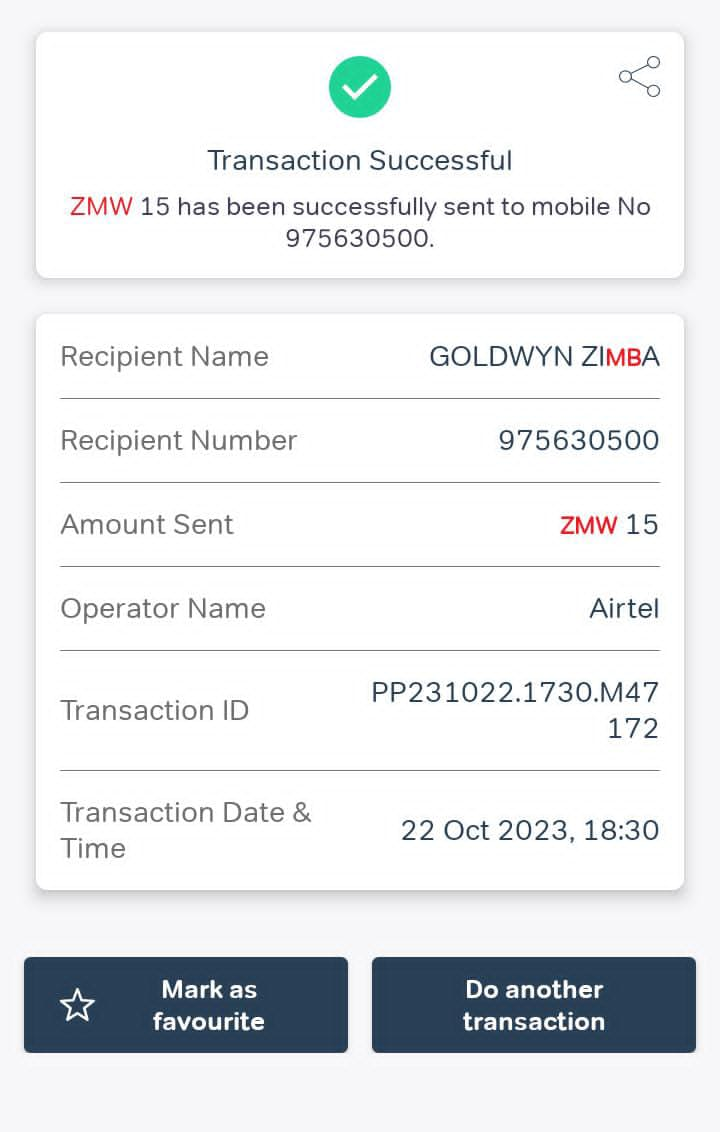 Transaction Successful
ZMW 15 has been successfully sent to mobile No
975630500.
Recipient Name GOLDWYN ZIMBA
Recipient Number 975630500
Amount Sent ZMW 15
Operator Name Airtel
Transaction ID PP231022.1730.M47
172
Transaction Date &
Time 22 Oct 2023, 18:30
Mark as
favourite
Do another
transaction